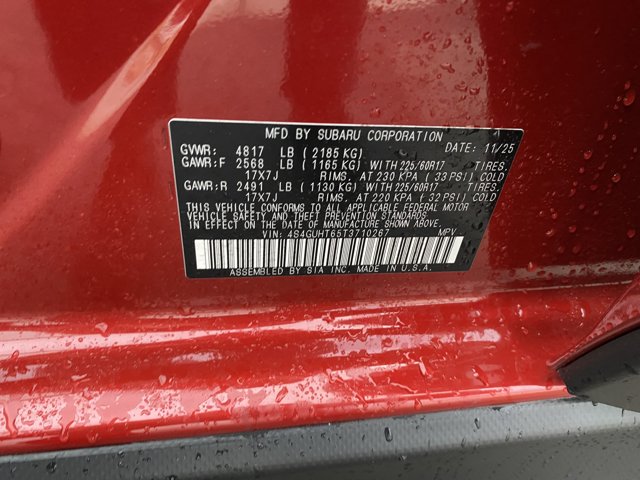 MFD BY SUBARU CORPORATION DATE: 11/25
GVWR: 4817 LB (2185 KG)
GAWR:F 2568 LB (1165 KG) WITH 225/60R17 TIRES.
17X7J RIMS, AT 230 KPA (33 PSI) COLD
GAWR:R 2491 LB (1130 KG) WITH 225/60R17 TIRES.
17X7J RIMS, AT 220 KPA (32 PSI) COLD
THIS VEHICLE CONFORMS TO ALL APPLICABLE FEDERAL MOTOR
VEHICLE SAFETY AND THEFT PREVENTION STANDARDS
IN EFFECT ON THE DATE OF MANUFACTURE SHOWN ABOVE.
VIN: 4S4GUHT65T3710267 MPV
ASSEMBLED BY SIA INC. MADE IN U.S.A.